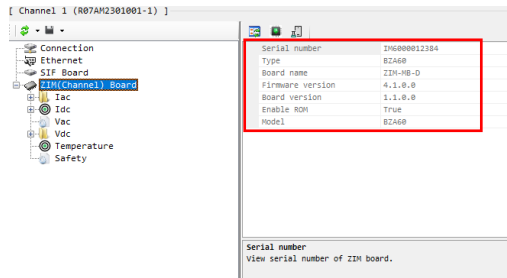 [ Channel 1 (R07AM2301001-1) ]
Connection
Ethernet
SIF Board
ZIM(Channel) Board
Iac
Idc
Vac
Vdc
Temperature
Safety
Serial number IM6000012384
Type BZA60
Board name ZIM-MB-D
Firmware version 4.1.0.0
Board version 1.1.0.0
Enable ROM True
Model BZA60
Serial number
View serial number of ZIM board.